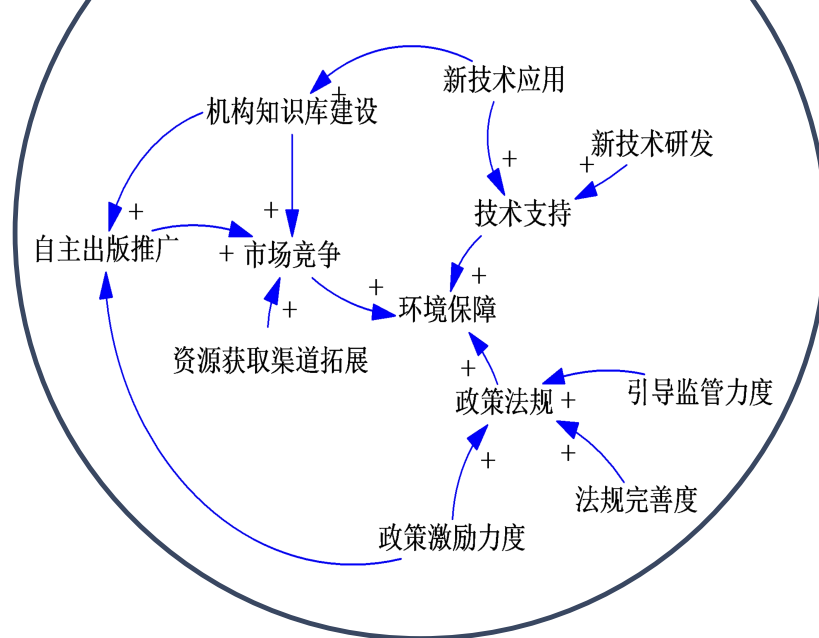 新技术应用
+
机构知识库建设
新技术研发
+
+
+
+
技术支持
自主出版推广
+
市场竞争
+
+
+
环境保障
资源获取渠道拓展
+
引导监管力度
政策法规
+
+
+
法规完善度
政策激励力度